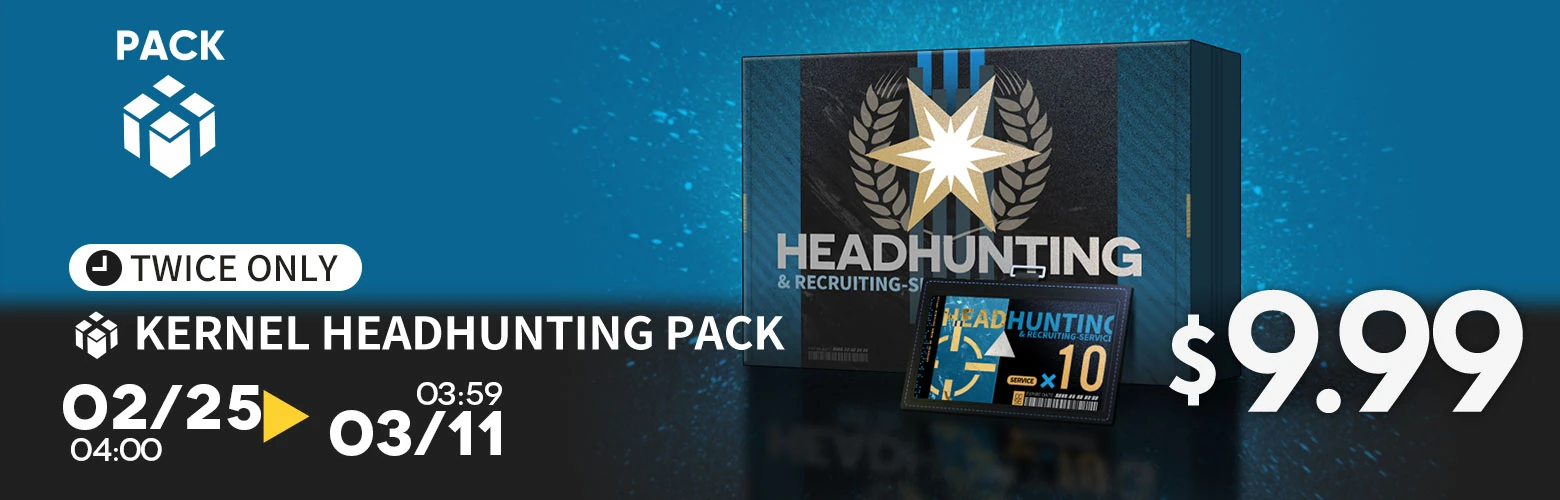 PACK
TWICE ONLY
KERNEL HEADHUNTING PACK
02/25
04:00
03:59
03/11
HEADHUNTING
& RECRUITING-S
HEADHUNTING
& RECRUITING-SERVICE
SERVICE ×10
$9.99